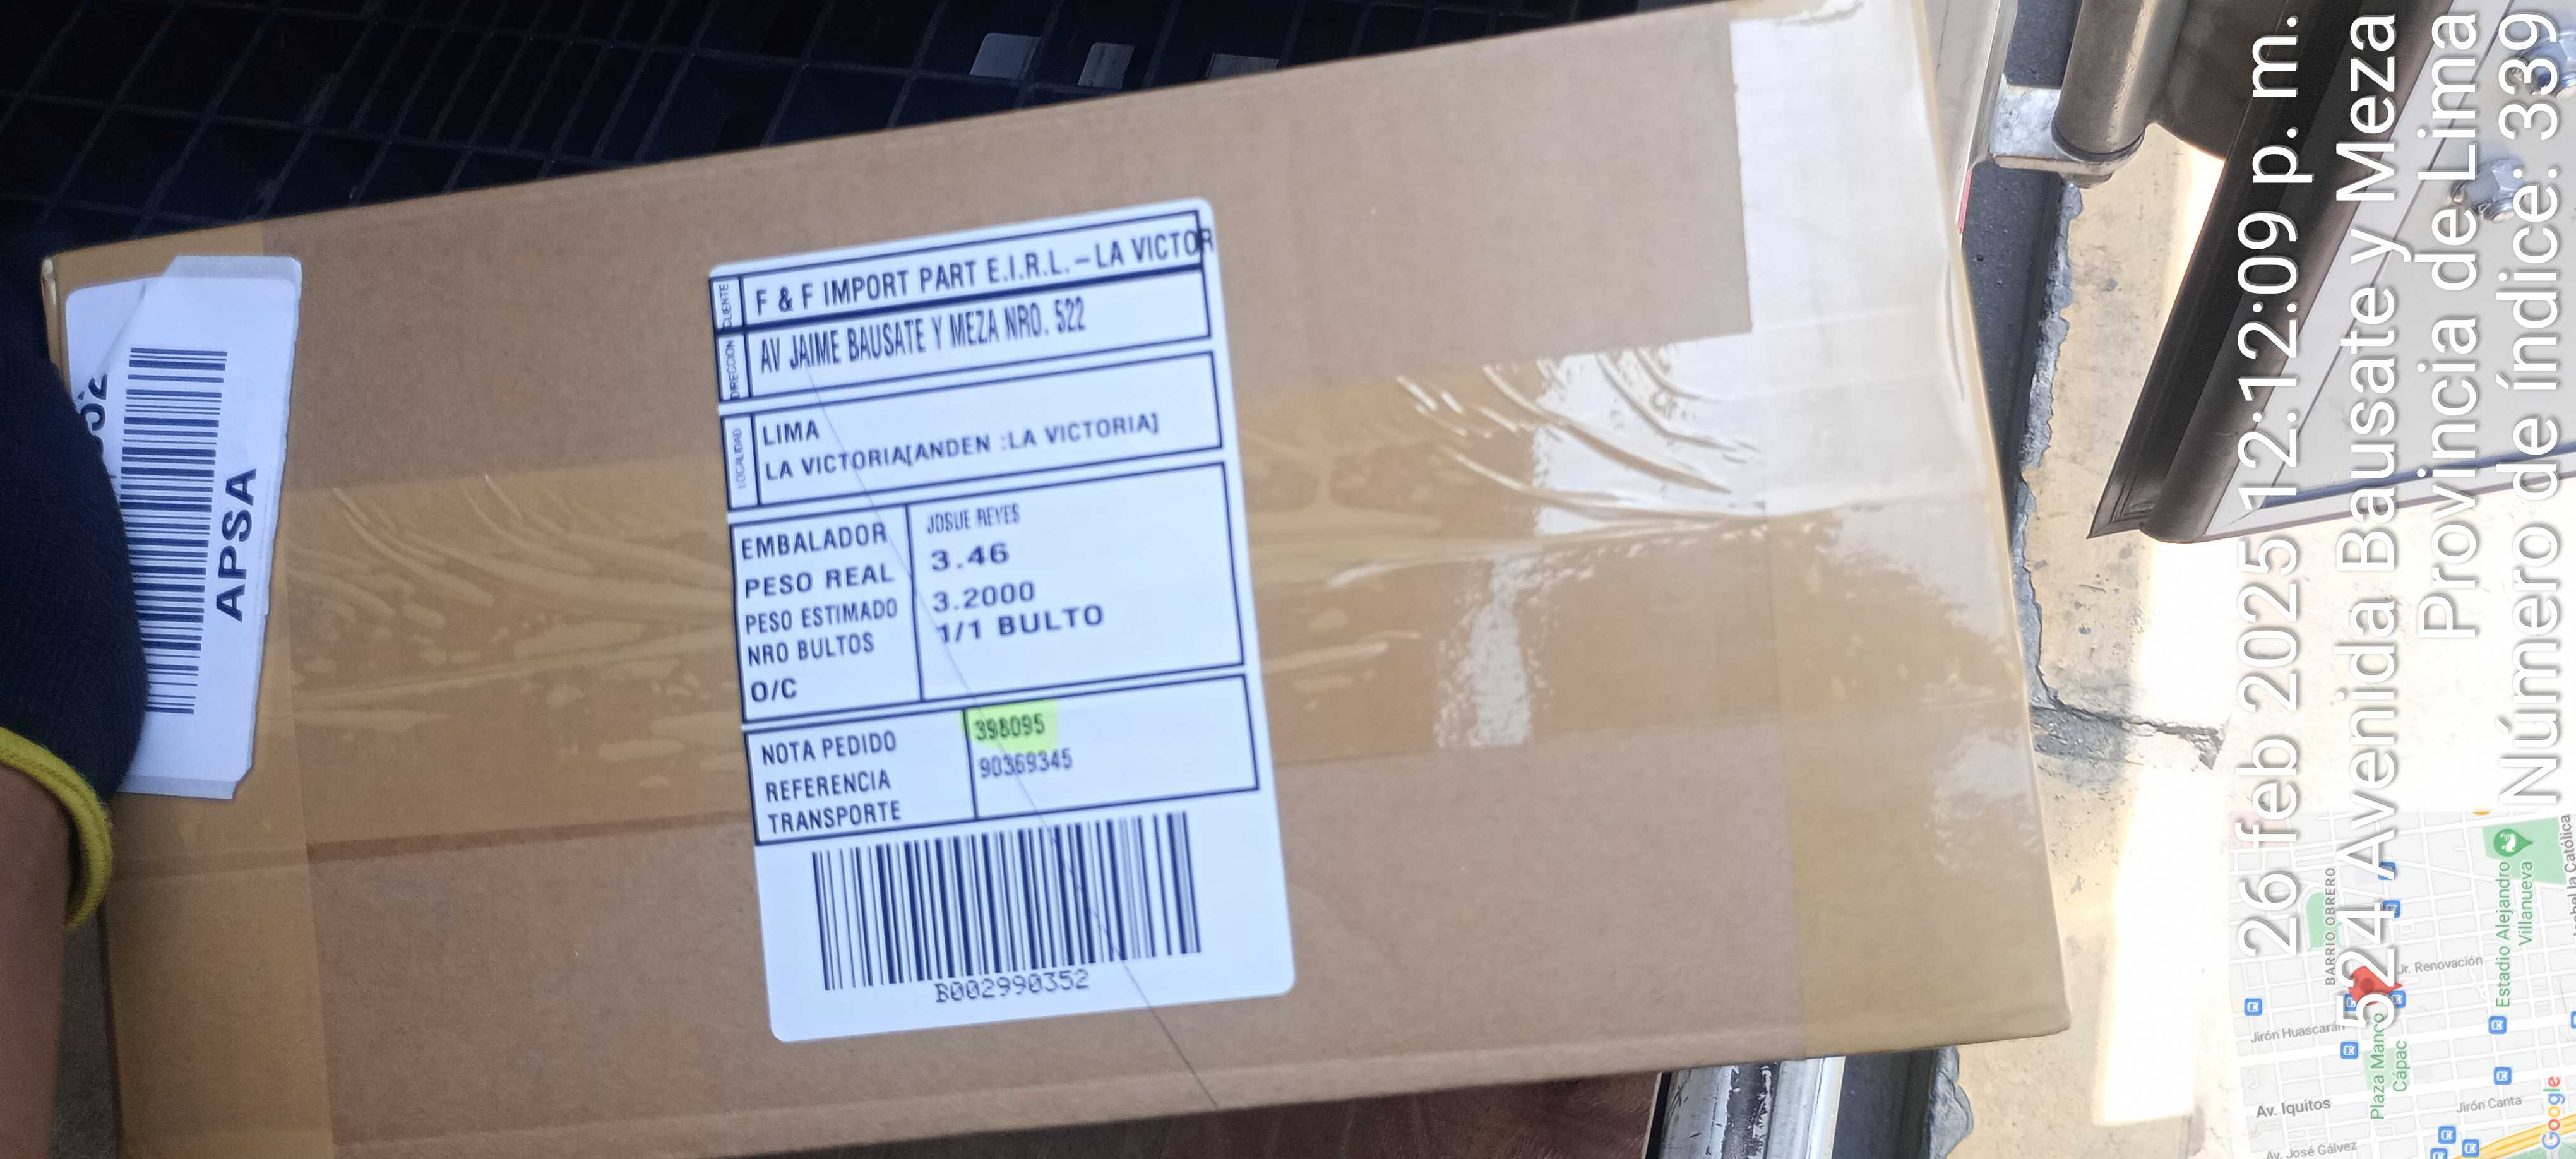 CLIENTE
F & F IMPORT PART E.I.R.L.-LA VICTOR
DIRECCION
AV JAIME BAUSATE Y MEZA NRO. 522
LOCALIDAD
LIMA
LA VICTORIA[ANDEN :LA VICTORIA]
EMBALADOR JOSUE REYES
PESO REAL 3.46
PESO ESTIMADO 3.2000
NRO BULTOS 1/1 BULTO
O/C
NOTA PEDIDO 398095
REFERENCIA 90369345
TRANSPORTE
B002990352
APSA
26 feb 2025 12:12:09 p. m.
524 Avenida Bausate y Meza
Provincia de Lima
Número de índice: 339
BARRIO OBRERO
Jr. Renovación
Estadio Alejandro
Villanueva
Jirón Huascarán
Plaza Manco
Cápac
Av. Iquitos
Jirón Canta
Av. José Gálvez
Google